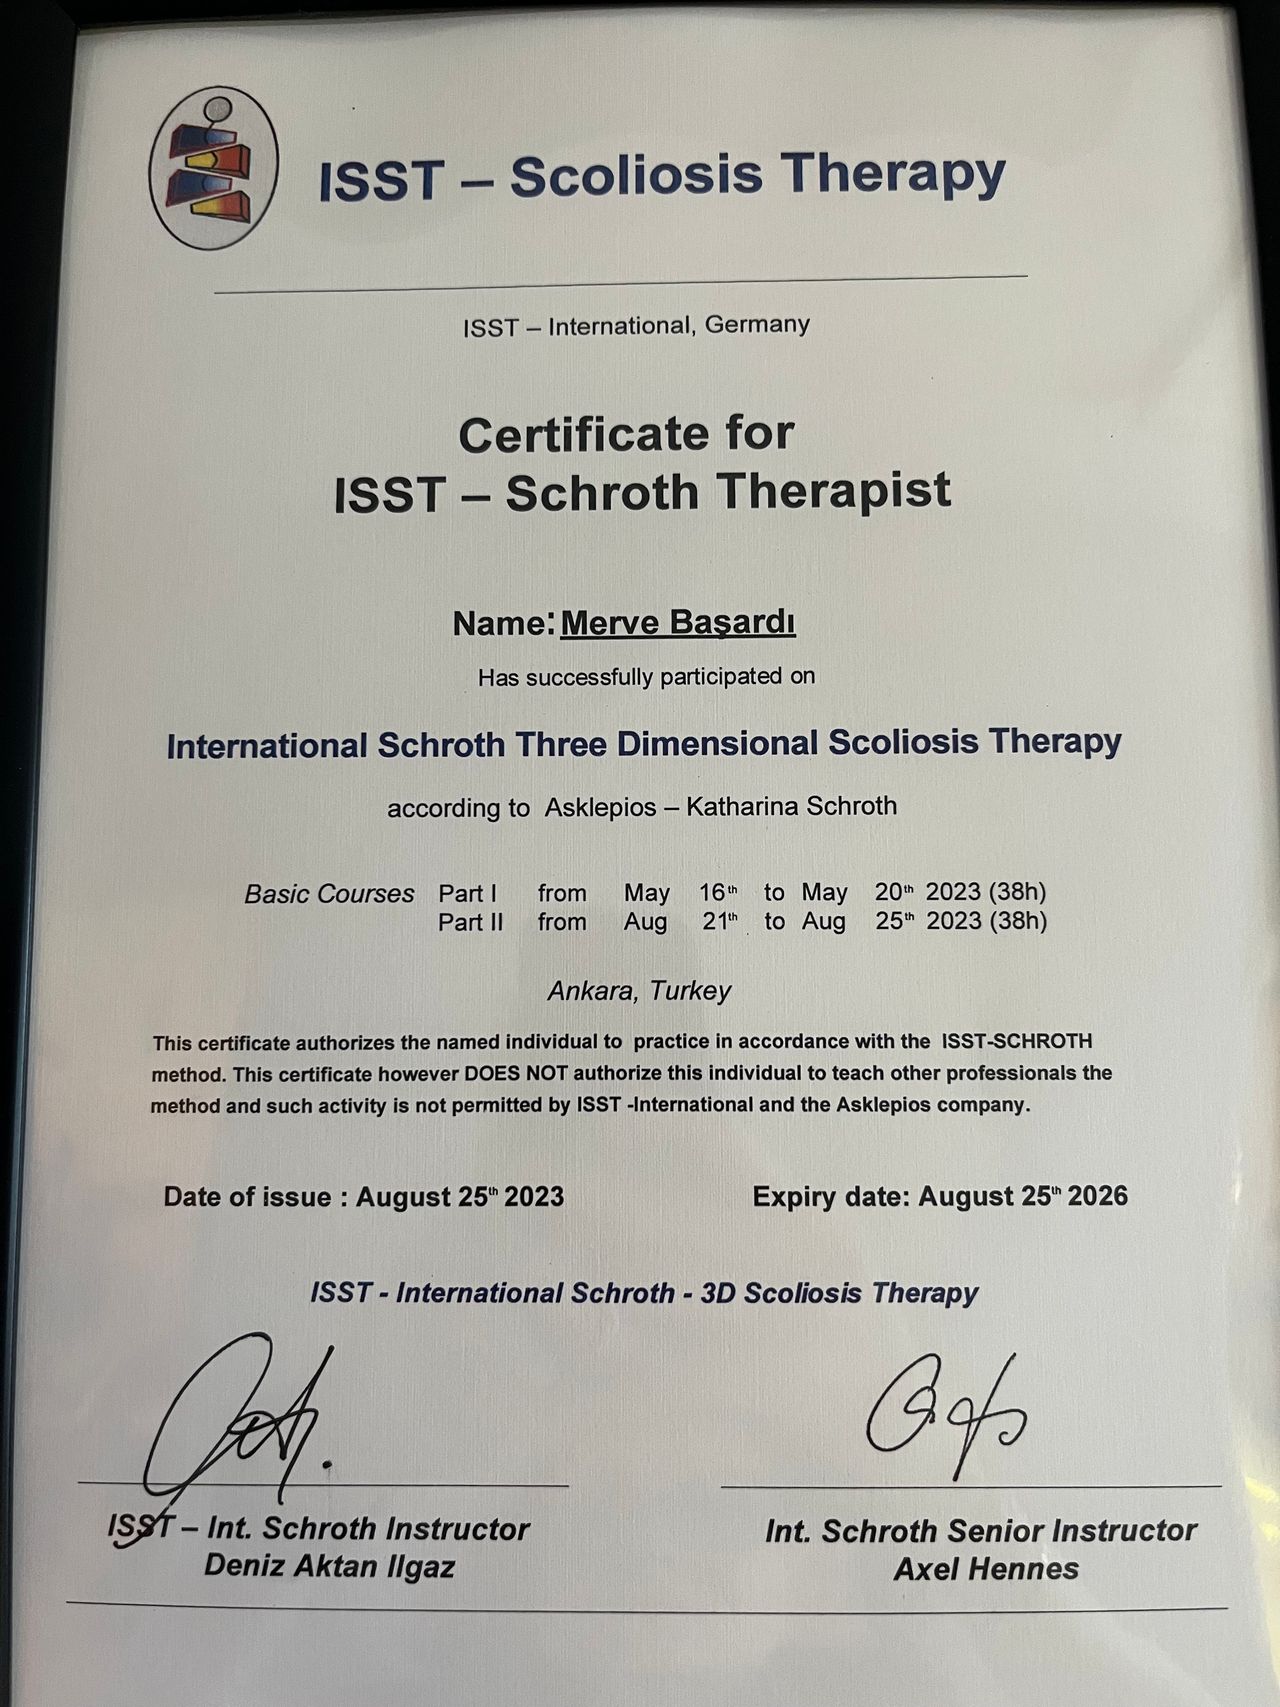 ISST – Scoliosis Therapy
ISST – International, Germany
Certificate for
ISST – Schroth Therapist
Name: Merve Başardı
Has successfully participated on
International Schroth Three Dimensional Scoliosis Therapy
according to Asklepios – Katharina Schroth
Basic Courses Part I from May 16th to May 20th 2023 (38h)
Part II from Aug 21th to Aug 25th 2023 (38h)
Ankara, Turkey
This certificate authorizes the named individual to practice in accordance with the ISST-SCHROTH
method. This certificate however DOES NOT authorize this individual to teach other professionals the
method and such activity is not permitted by ISST -International and the Asklepios company.
Date of issue : August 25th 2023 Expiry date: August 25th 2026
ISST - International Schroth - 3D Scoliosis Therapy
ISST – Int. Schroth Instructor
Deniz Aktan Ilgaz
Int. Schroth Senior Instructor
Axel Hennes